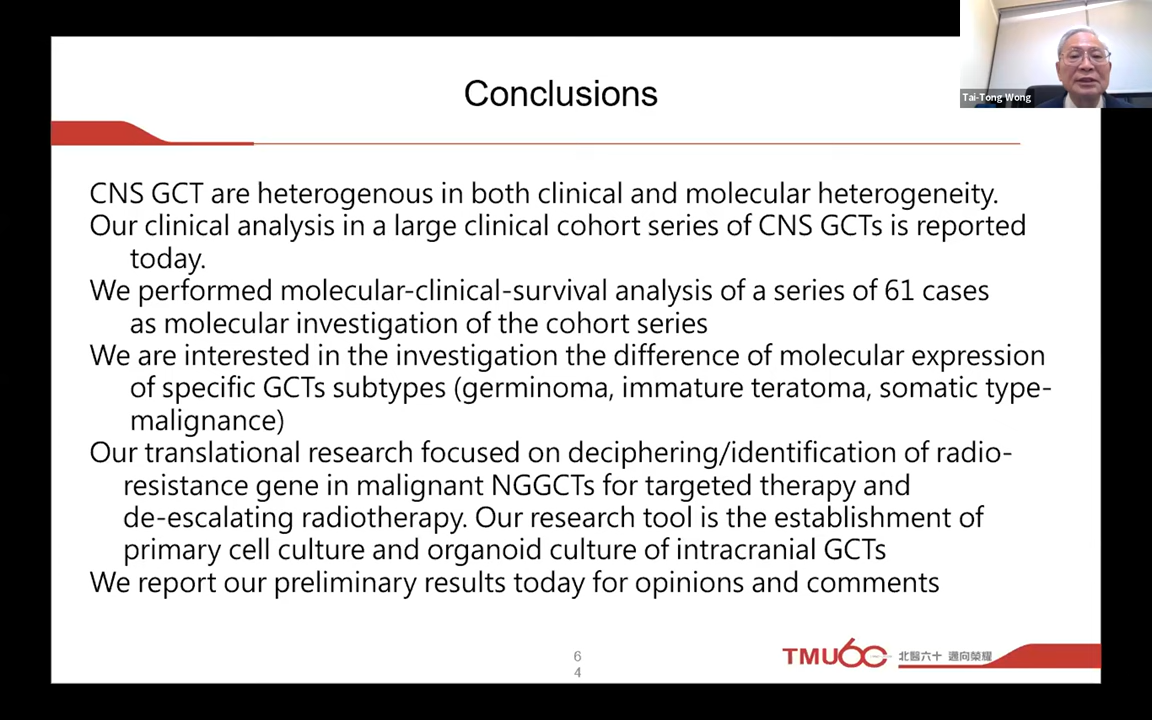 Conclusions
Tai-Tong Wong
CNS GCT are heterogenous in both clinical and molecular heterogeneity.
Our clinical analysis in a large clinical cohort series of CNS GCTs is reported
today.
We performed molecular-clinical-survival analysis of a series of 61 cases
as molecular investigation of the cohort series
We are interested in the investigation the difference of molecular expression
of specific GCTs subtypes (germinoma, immature teratoma, somatic type-
malignance)
Our translational research focused on deciphering/identification of radio-
resistance gene in malignant NGGCTs for targeted therapy and
de-escalating radiotherapy. Our research tool is the establishment of
primary cell culture and organoid culture of intracranial GCTs
We report our preliminary results today for opinions and comments
6
4
TMU60 北醫六十 邁向榮耀